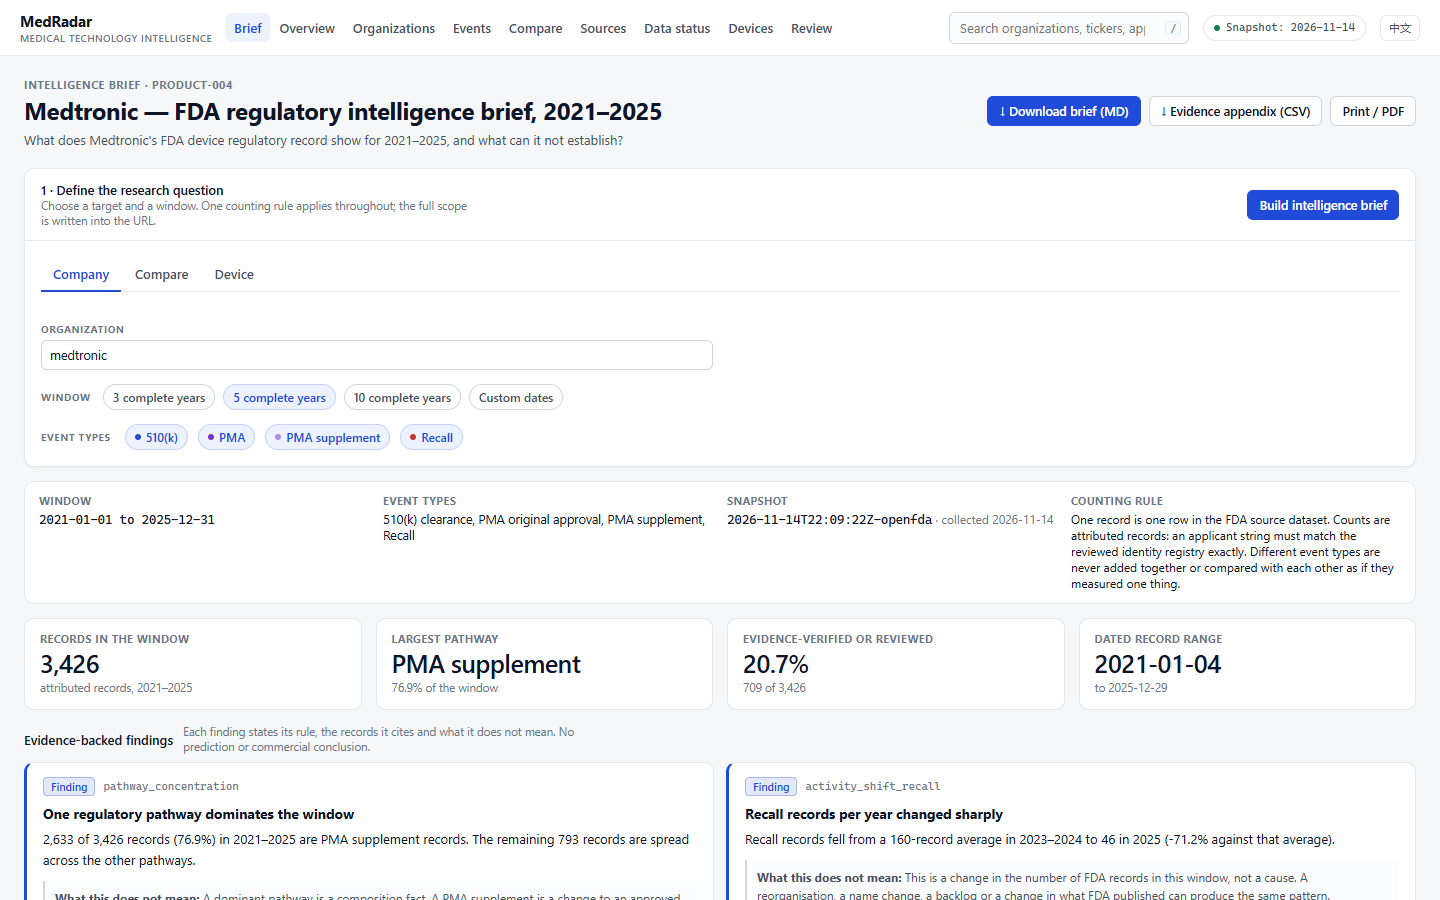 MedRadar
MEDICAL TECHNOLOGY INTELLIGENCE
Brief
Overview
Organizations
Events
Compare
Sources
Data status
Devices
Review
Search organizations, tickers,
/
Snapshot: 2026-11-14
中文
INTELLIGENCE BRIEF · PRODUCT-004
Medtronic — FDA regulatory intelligence brief, 2021–2025
What does Medtronic's FDA device regulatory record show for 2021–2025, and what can it not establish?
↓ Download brief (MD)
↓ Evidence appendix (CSV)
Print / PDF
1 · Define the research question
Choose a target and a window. One counting rule applies throughout; the full scope
is written into the URL.
Build intelligence brief
Company
Compare
Device
ORGANIZATION
medtronic
WINDOW
3 complete years
5 complete years
10 complete years
Custom dates
EVENT TYPES
510(k)
PMA
PMA supplement
Recall
WINDOW
2021-01-01 to 2025-12-31
EVENT TYPES
510(k) clearance, PMA original approval, PMA supplement,
Recall
SNAPSHOT
2026-11-14T22:09:22Z-openfda · collected 2026-11-14
COUNTING RULE
One record is one row in the FDA source dataset. Counts are
attributed records: an applicant string must match the
reviewed identity registry exactly. Different event types are
never added together or compared with each other as if they
measured one thing.
RECORDS IN THE WINDOW
3,426
attributed records, 2021–2025
LARGEST PATHWAY
PMA supplement
76.9% of the window
EVIDENCE-VERIFIED OR REVIEWED
20.7%
709 of 3,426
DATED RECORD RANGE
2021-01-04
to 2025-12-29
Evidence-backed findings
Each finding states its rule, the records it cites and what it does not mean. No
prediction or commercial conclusion.
Finding
pathway_concentration
One regulatory pathway dominates the window
2,633 of 3,426 records (76.9%) in 2021–2025 are PMA supplement records. The remaining 793 records are spread
across the other pathways.
What this does not mean: A dominant pathway is a composition fact. A PMA supplement is a change to an approved
Finding
activity_shift_recall
Recall records per year changed sharply
Recall records fell from a 160-record average in 2023–2024 to 46 in 2025 (-71.2% against that average).
What this does not mean: This is a change in the number of FDA records in this window, not a cause. A
reorganisation, a name change, a backlog or a change in what FDA published can produce the same pattern.